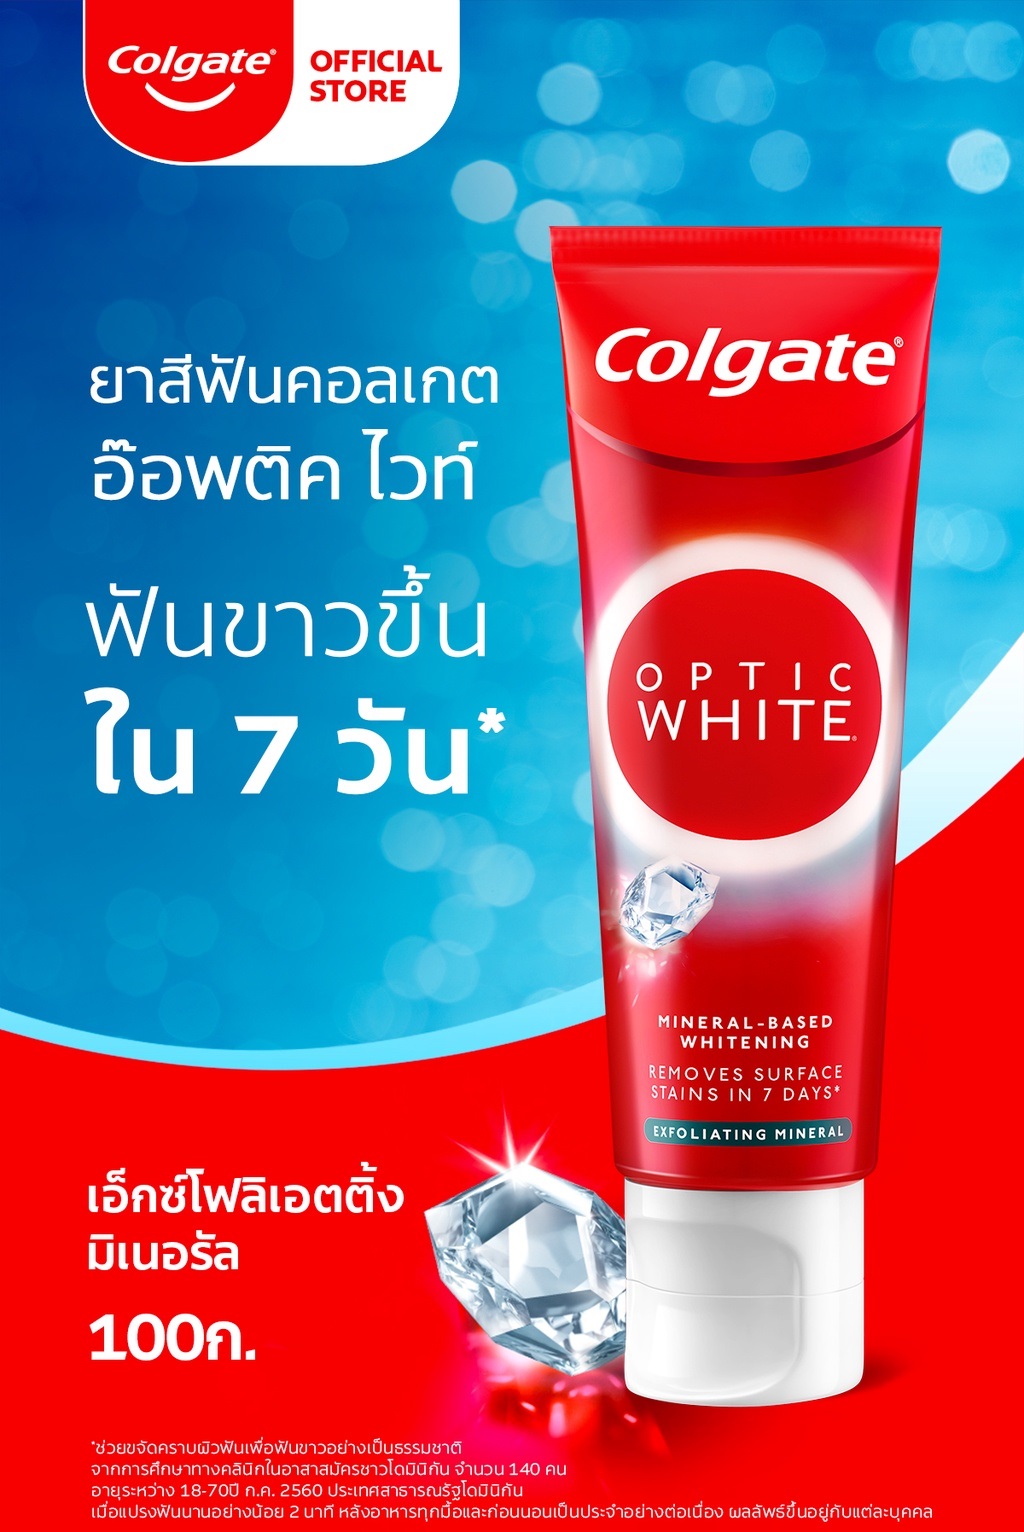 Colgate®
OFFICIAL
STORE
ยาสีฟันคอลเกต
อ๊อพติค ไวท์
ฟันขาวขึ้น
ใน 7 วัน*
Colgate®
OPTIC
WHITE®
MINERAL-BASED
WHITENING
REMOVES SURFACE
STAINS IN 7 DAYS*
EXFOLIATING MINERAL
เอ็กซ์โฟลิเอตติ้ง
มิเนอรัล
100ก.
*ช่วยขจัดคราบผิวฟันเพื่อฟันขาวอย่างเป็นธรรมชาติ
จากการศึกษาทางคลินิกในอาสาสมัครชาวโดมินิกัน จำนวน 140 คน
อายุระหว่าง 18-70ปี ก.ค. 2560 ประเทศสาธารณรัฐโดมินิกัน
เมื่อแปรงฟันนานอย่างน้อย 2 นาที หลังอาหารทุกมื้อและก่อนนอนเป็นประจำอย่างต่อเนื่อง ผลลัพธ์ขึ้นอยู่กับแต่ละบุคคล